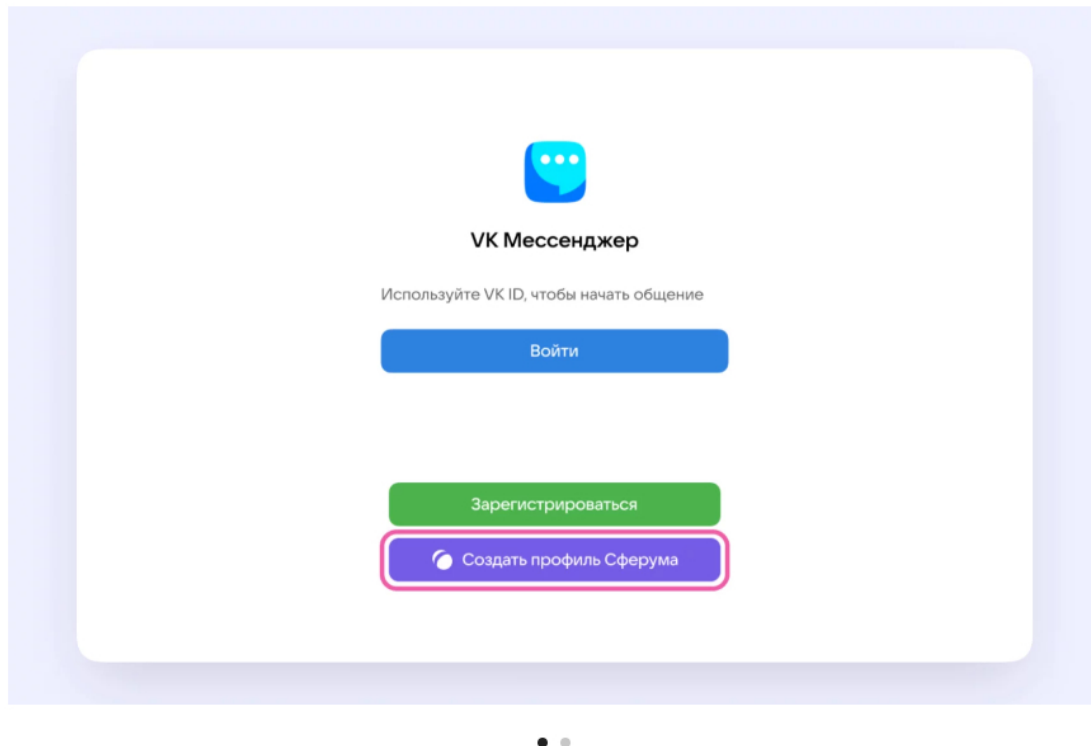 VK Мессенджер
Используйте VK ID, чтобы начать общение
Войти
Зарегистрироваться
Создать профиль Сферума